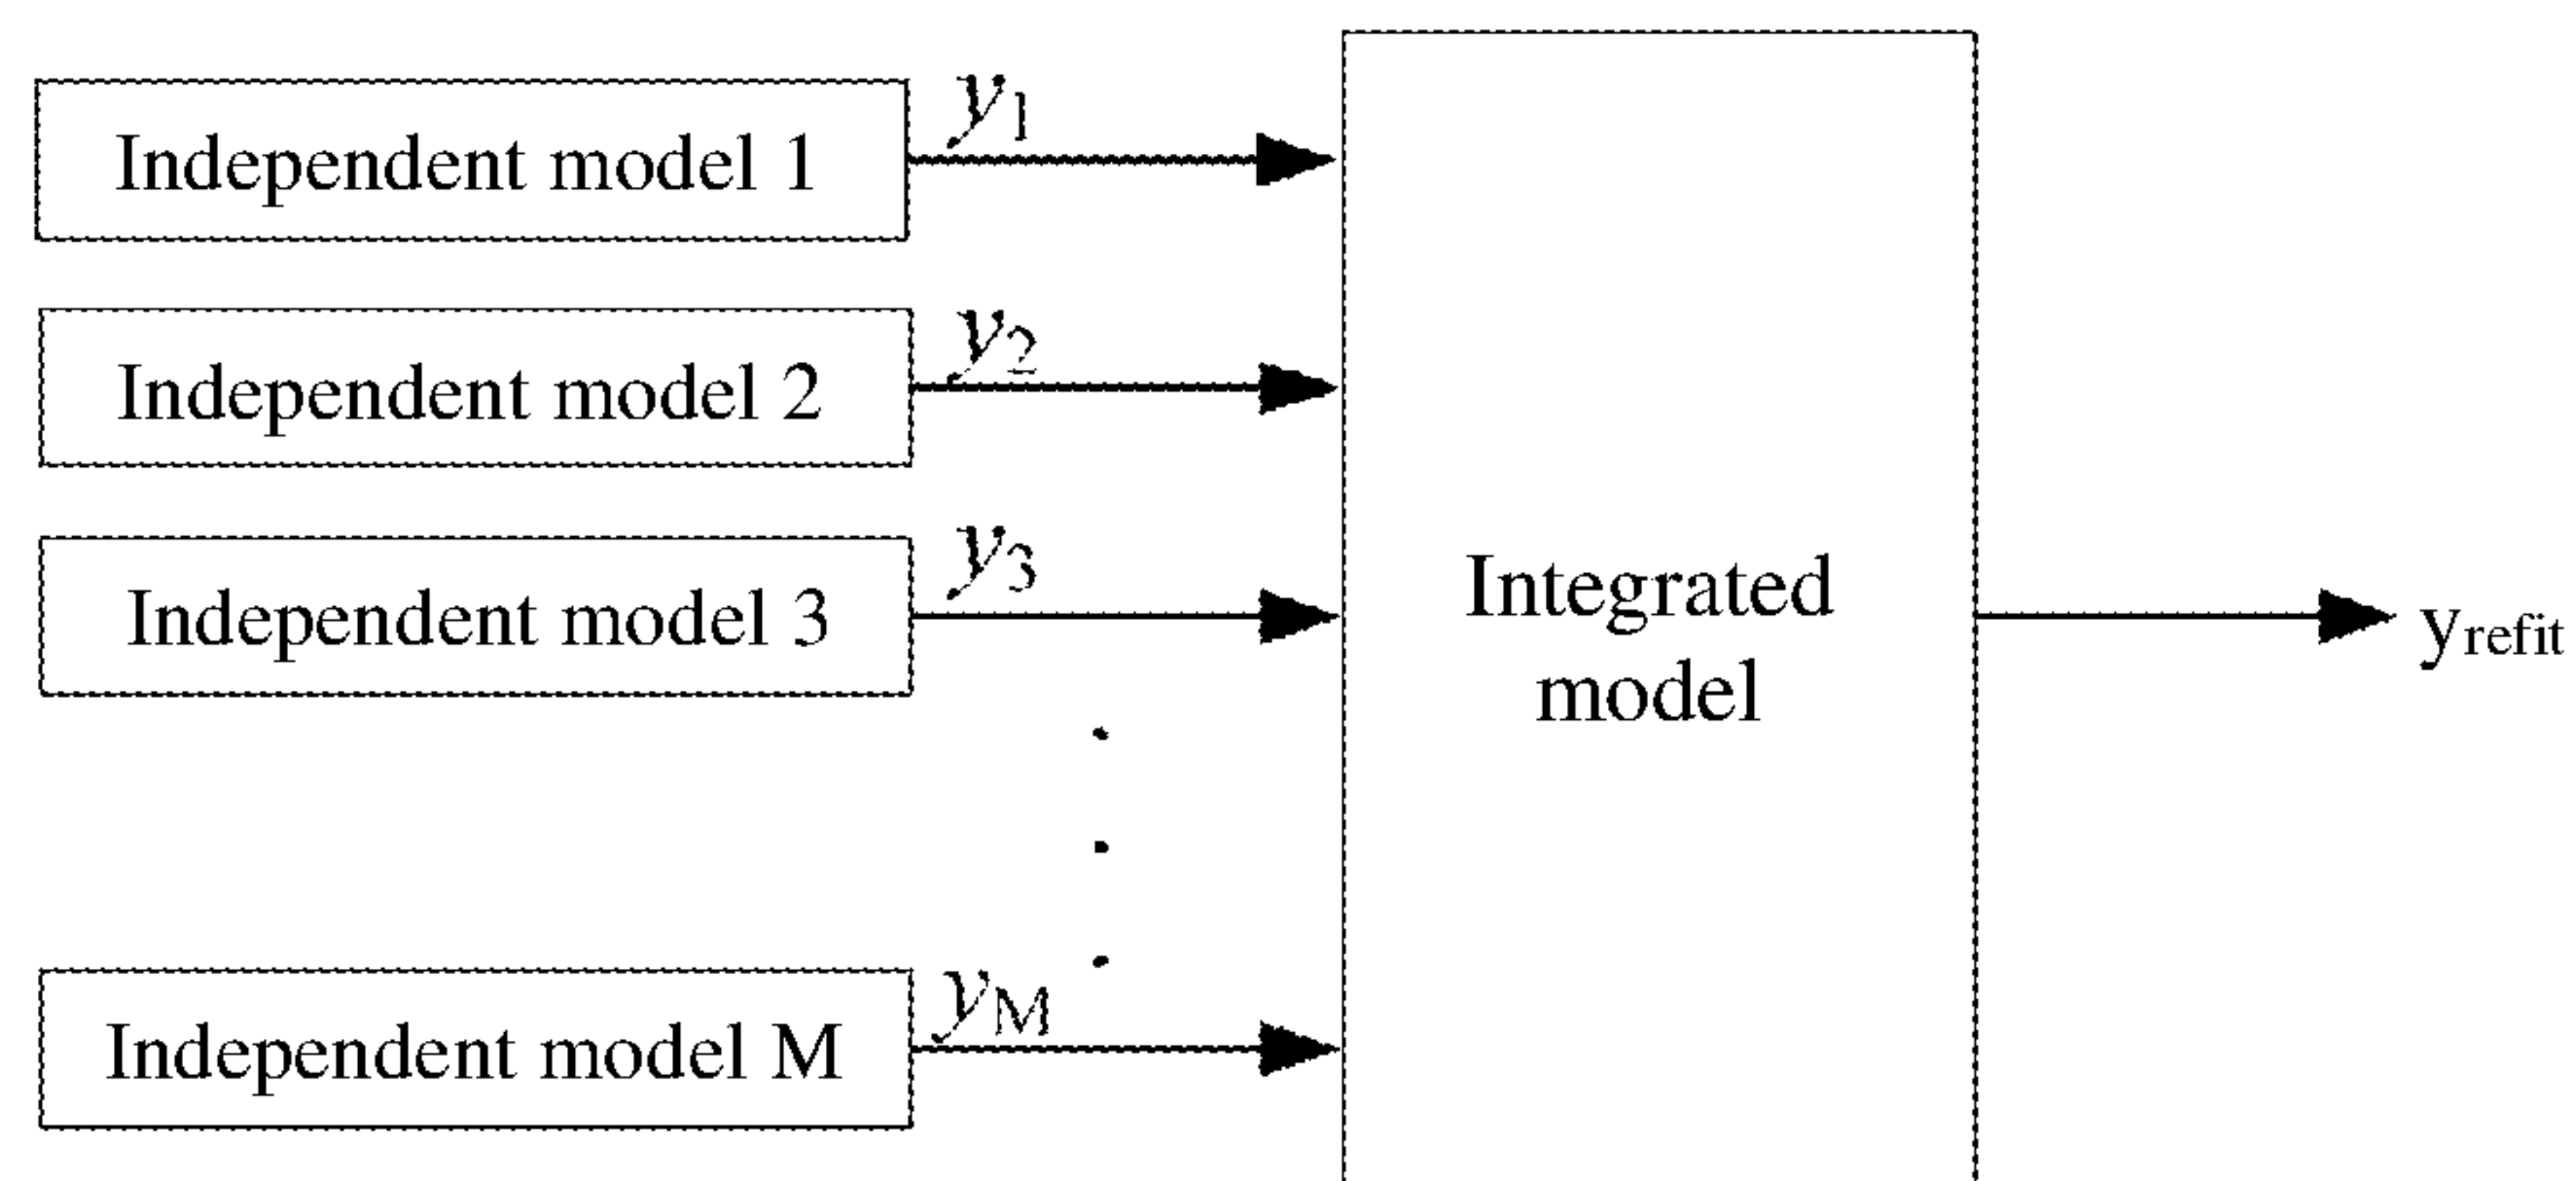 Independent model 1
y1
Independent model 2
y2
Independent model 3
y3
Integrated
model
yrefit
Independent model M
yM